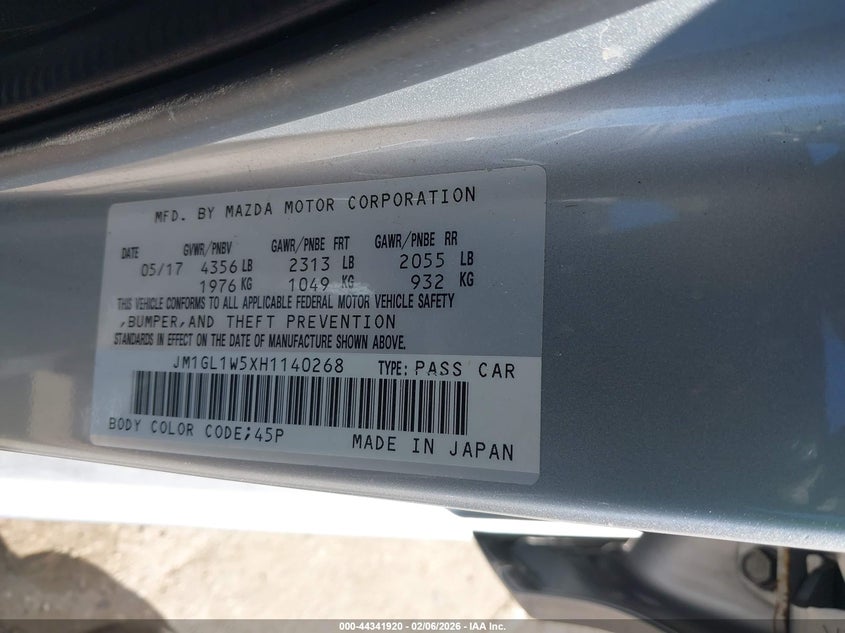 MFD. BY MAZDA MOTOR CORPORATION
DATE GVWR/PNBV GAWR/PNBE FRT GAWR/PNBE RR
05/17 4356 LB 2313 LB 2055 LB
1976 KG 1049 KG 932 KG
THIS VEHICLE CONFORMS TO ALL APPLICABLE FEDERAL MOTOR VEHICLE SAFETY
,BUMPER,AND THEFT PREVENTION
STANDARDS IN EFFECT ON THE DATE OF MANUFACTURE SHOWN ABOVE.
JM1GL1W5XH1140268 TYPE: PASS CAR
BODY COLOR CODE;45P MADE IN JAPAN
000-44341920 - 02/06/2026 - IAA Inc.